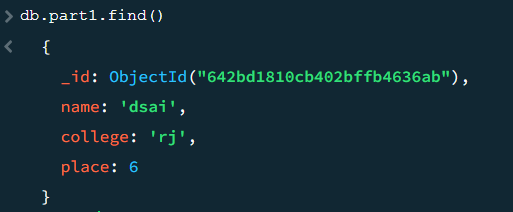 > db.part1.find()
< {
_id: ObjectId("642bd1810cb402bffb4636ab"),
name: 'dsai',
college: 'rj',
place: 6
}